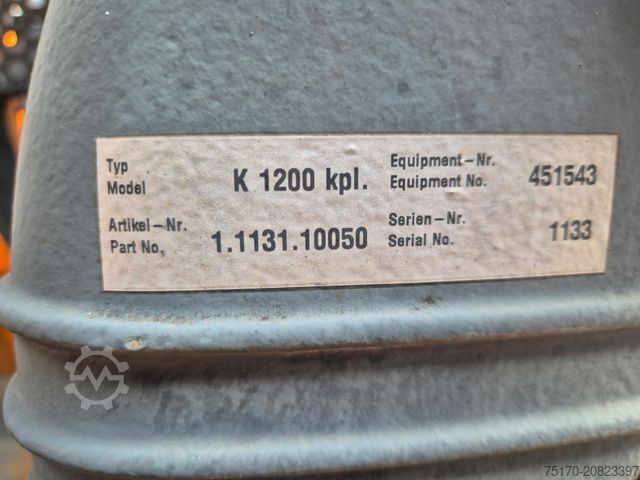 Typ
Model K 1200 kpl.
Equipment-Nr.
Equipment No. 451543
Artikel-Nr.
Part No. 1.1131.10050
Serien-Nr.
Serial No. 1133
75170-20823397